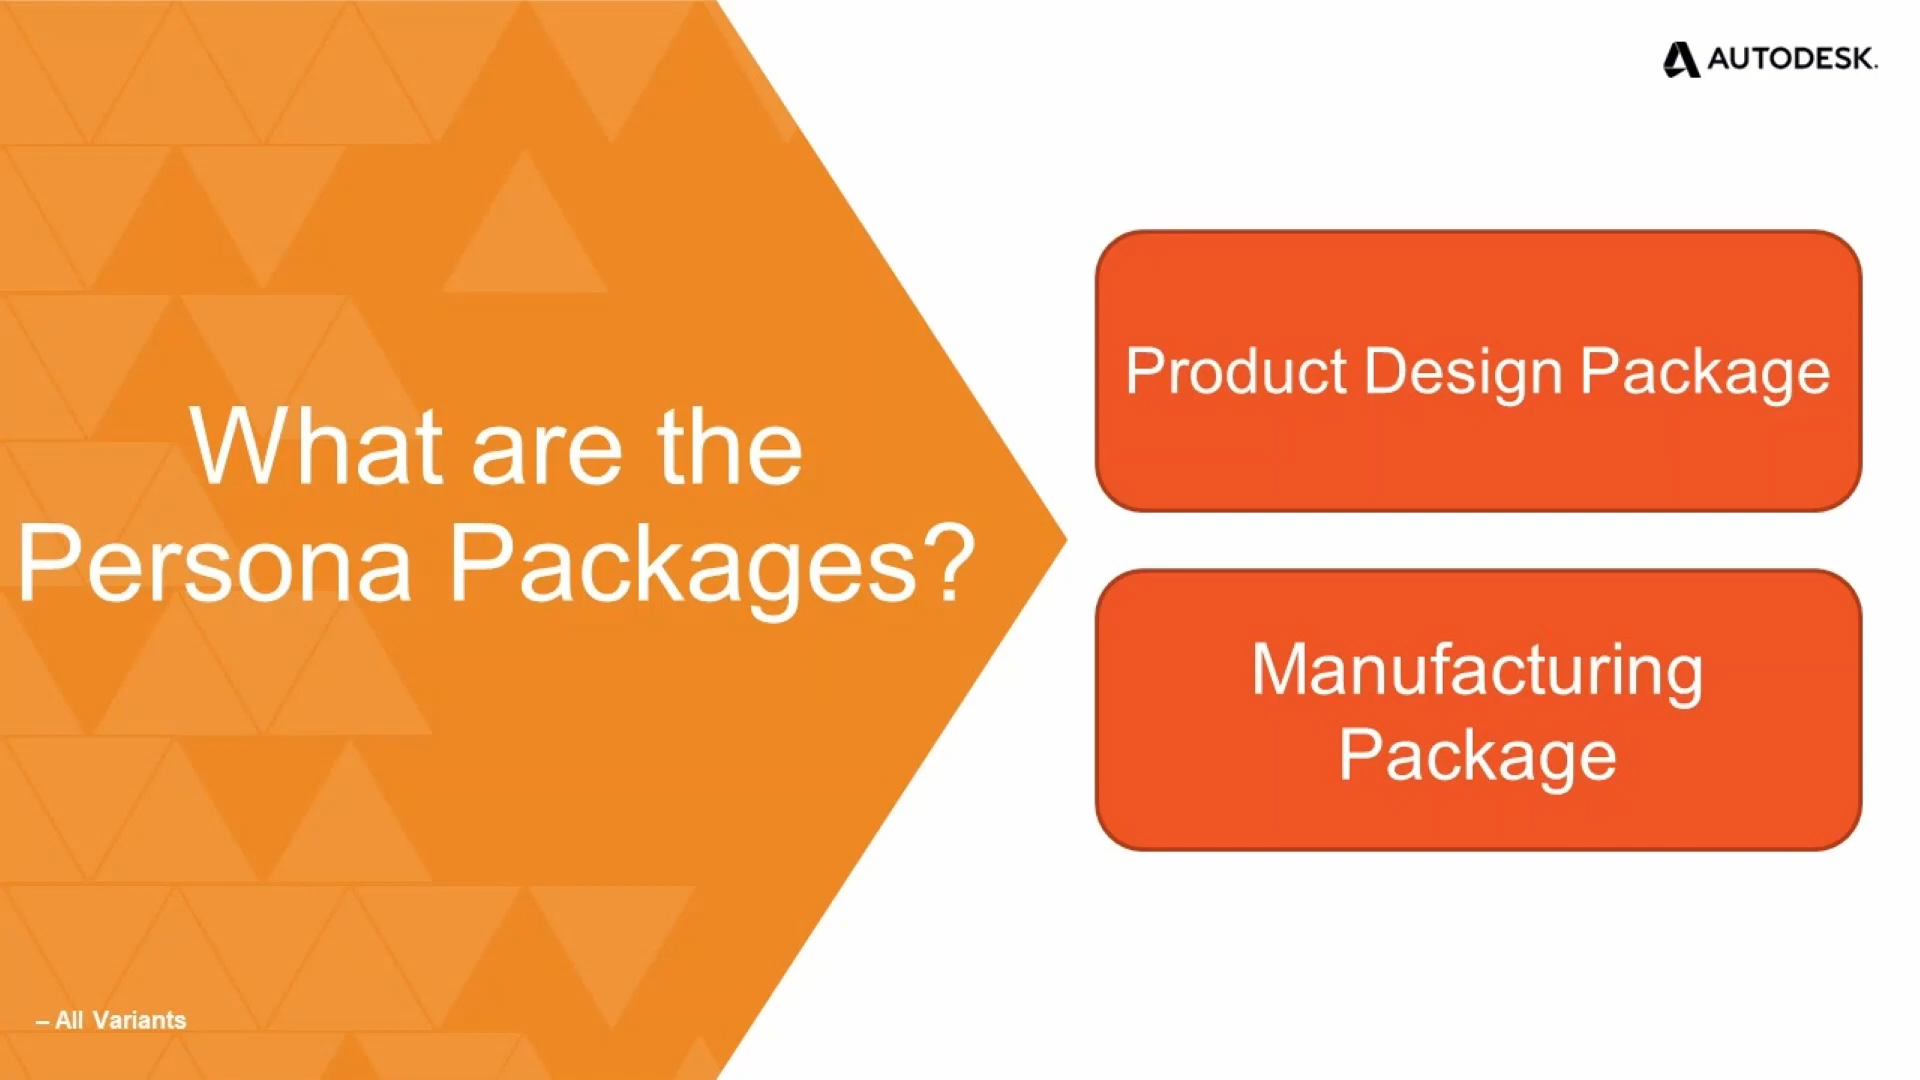 AUTODESK.
What are the
Persona Packages?
Product Design Package
Manufacturing
Package
– All Variants